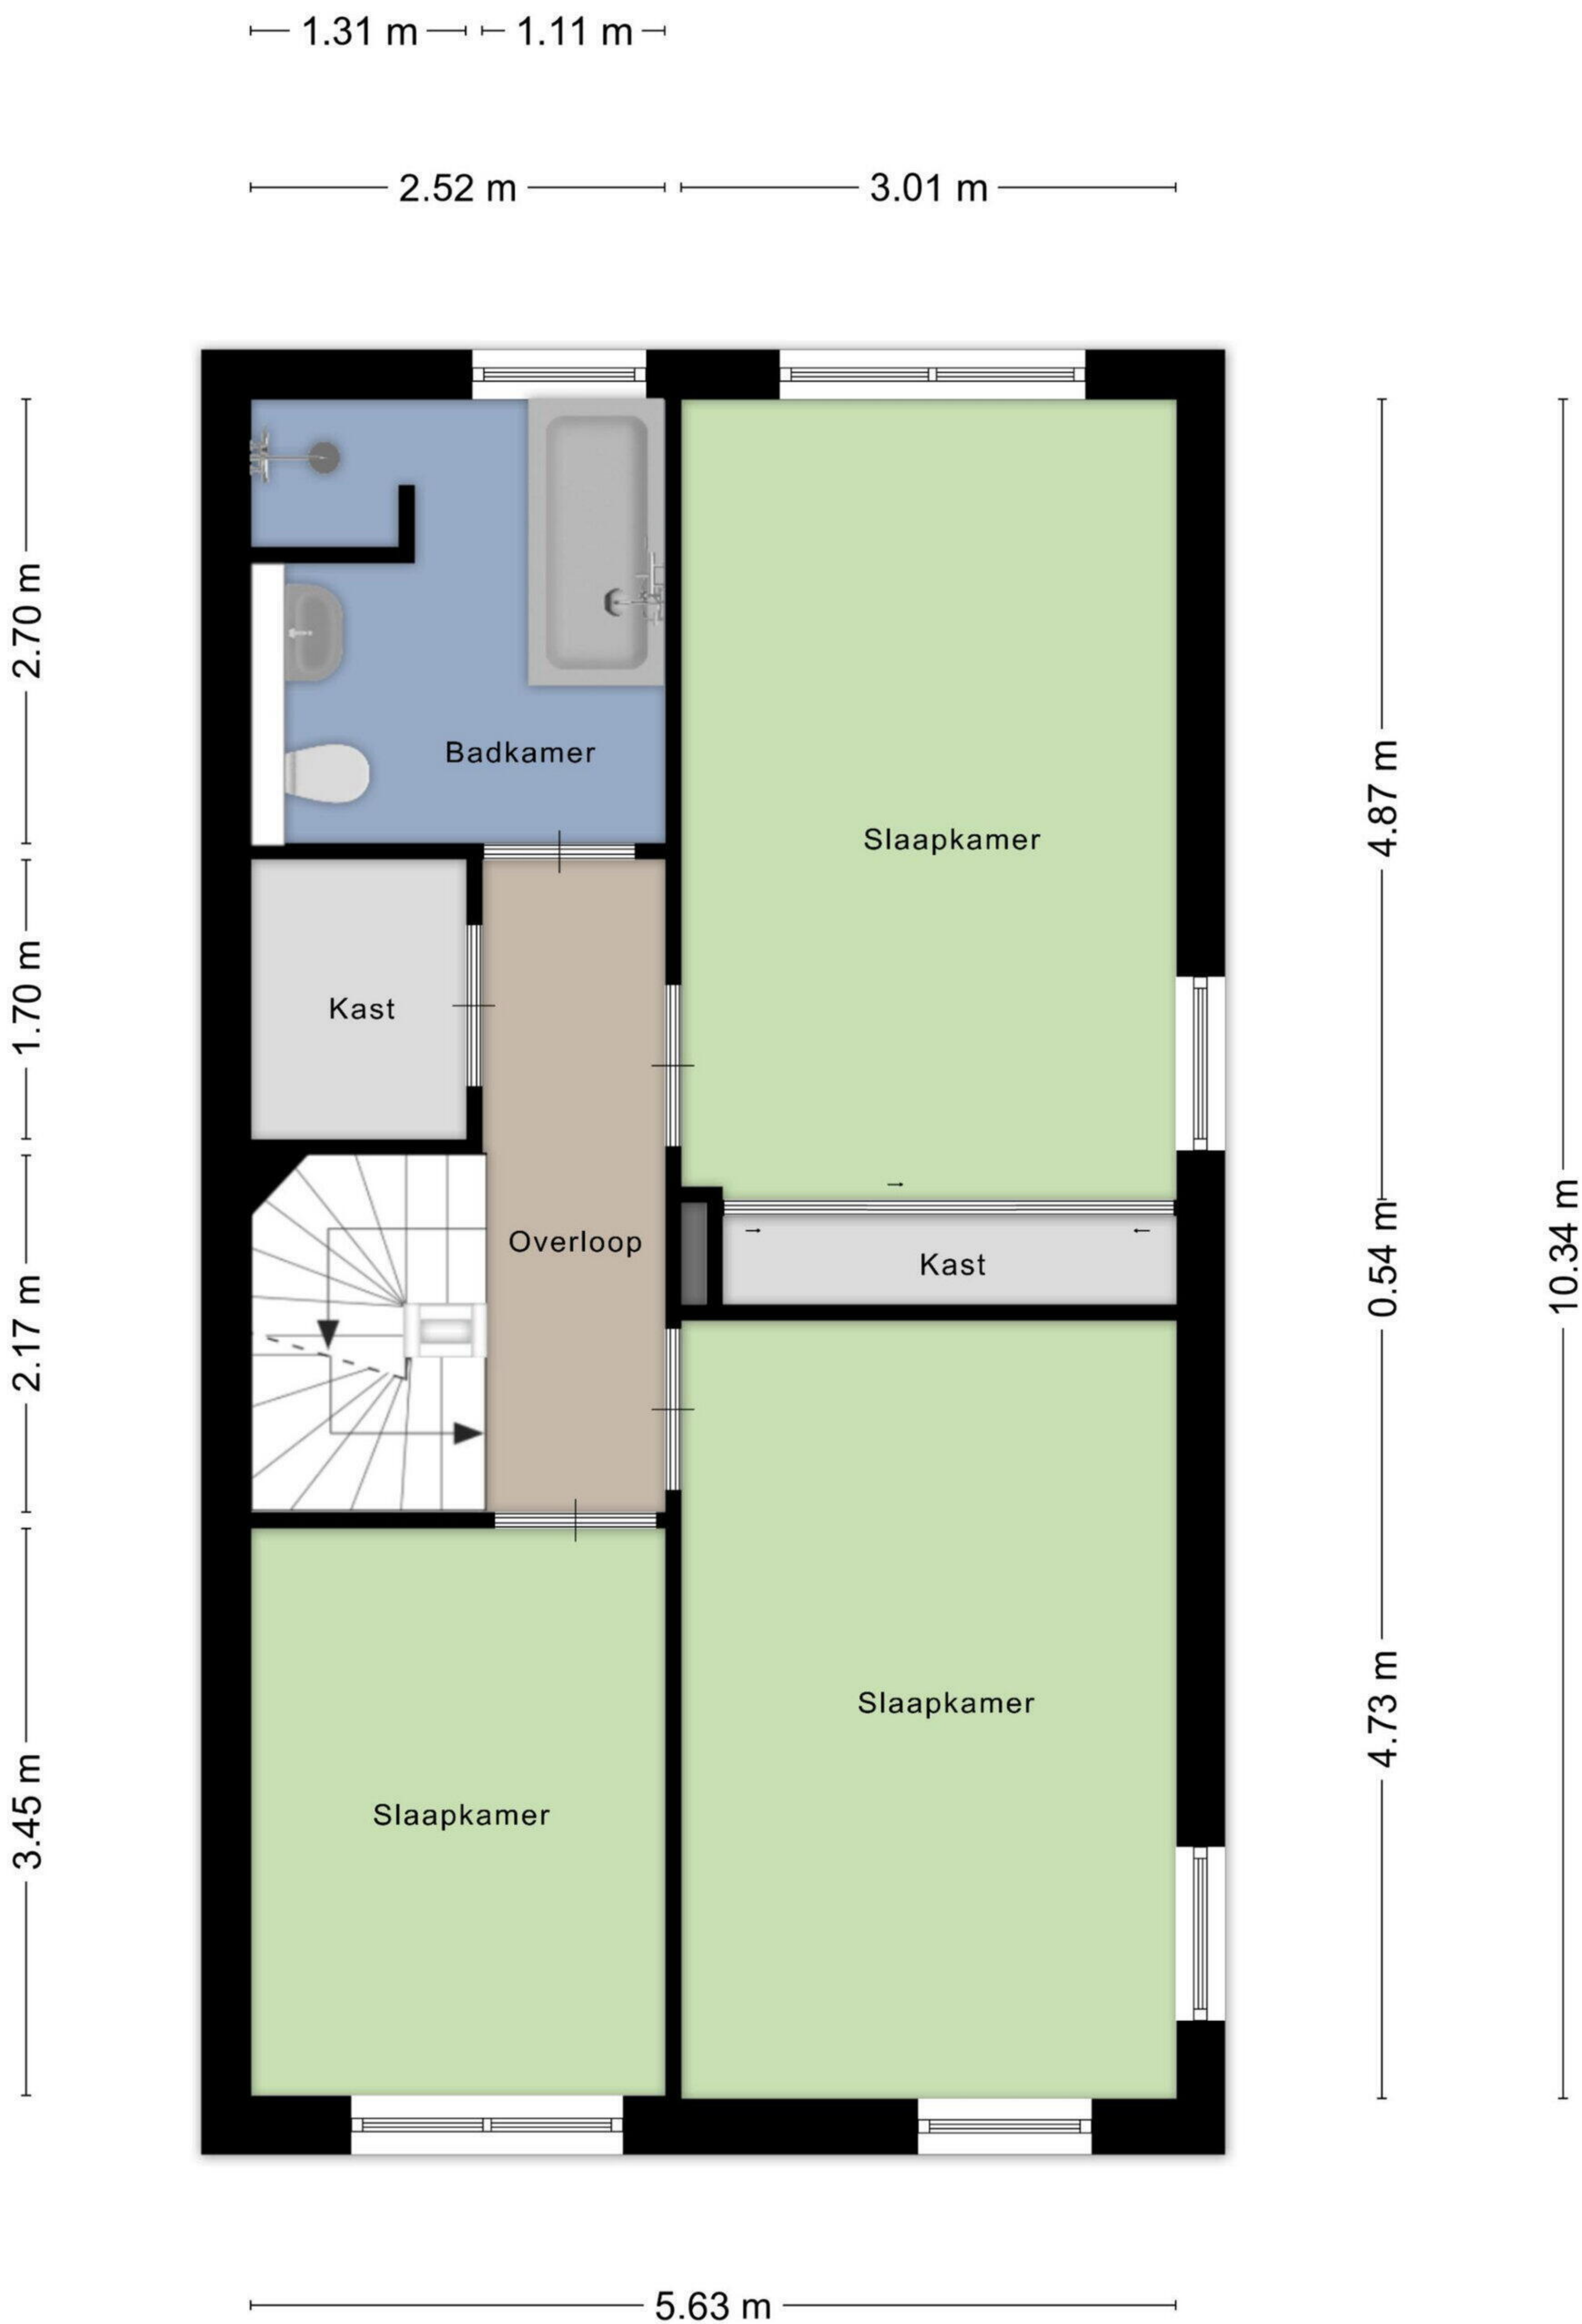 1.31 m
1.11 m
2.52 m
3.01 m
2.70 m
1.70 m
2.17 m
3.45 m
Badkamer
Slaapkamer
Kast
Overloop
Kast
Slaapkamer
Slaapkamer
4.87 m
0.54 m
4.73 m
10.34 m
5.63 m